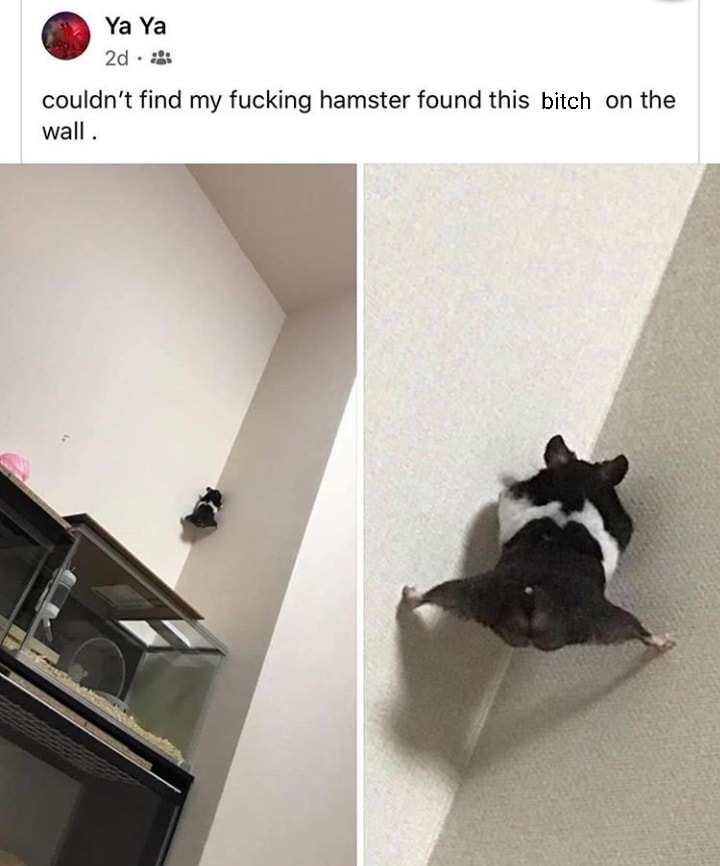 Ya Ya
2d ·
couldn't find my fucking hamster found this bitch on the
wall .